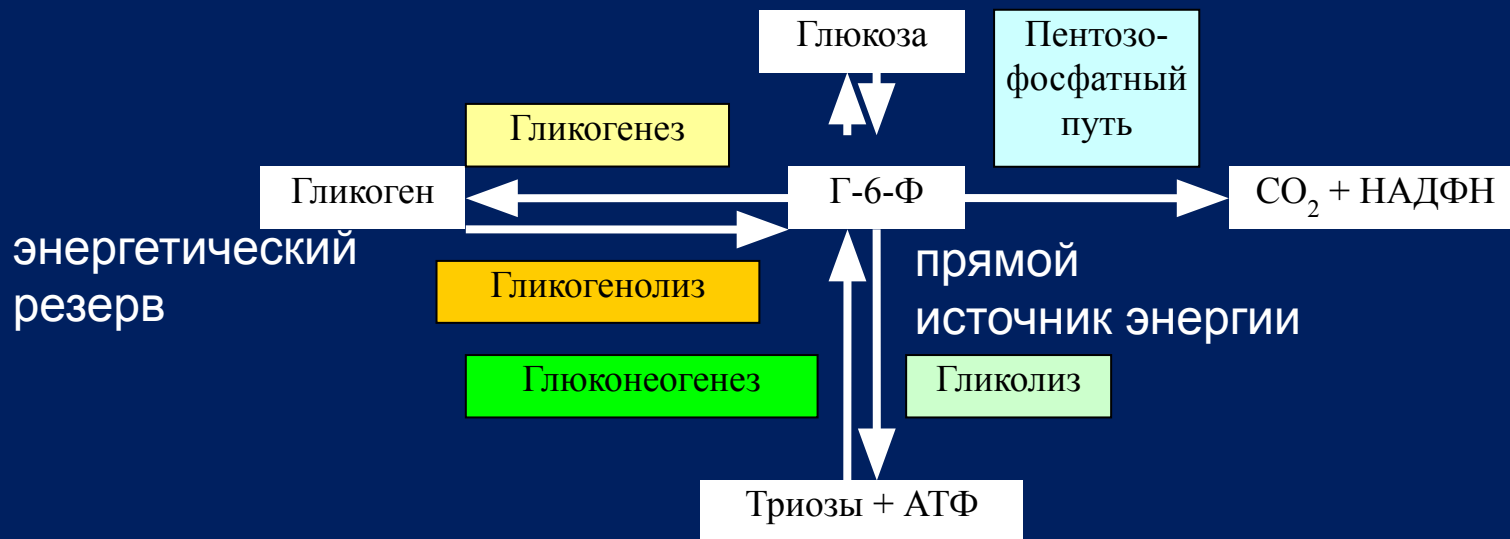 Глюкоза
Пентозо-
фосфатный
путь
Гликогенез
Гликоген
Г-6-Ф
CO2 + НАДФН
энергетический
резерв
Гликогенолиз
прямой
источник энергии
Глюконеогенез
Гликолиз
Триозы + АТФ